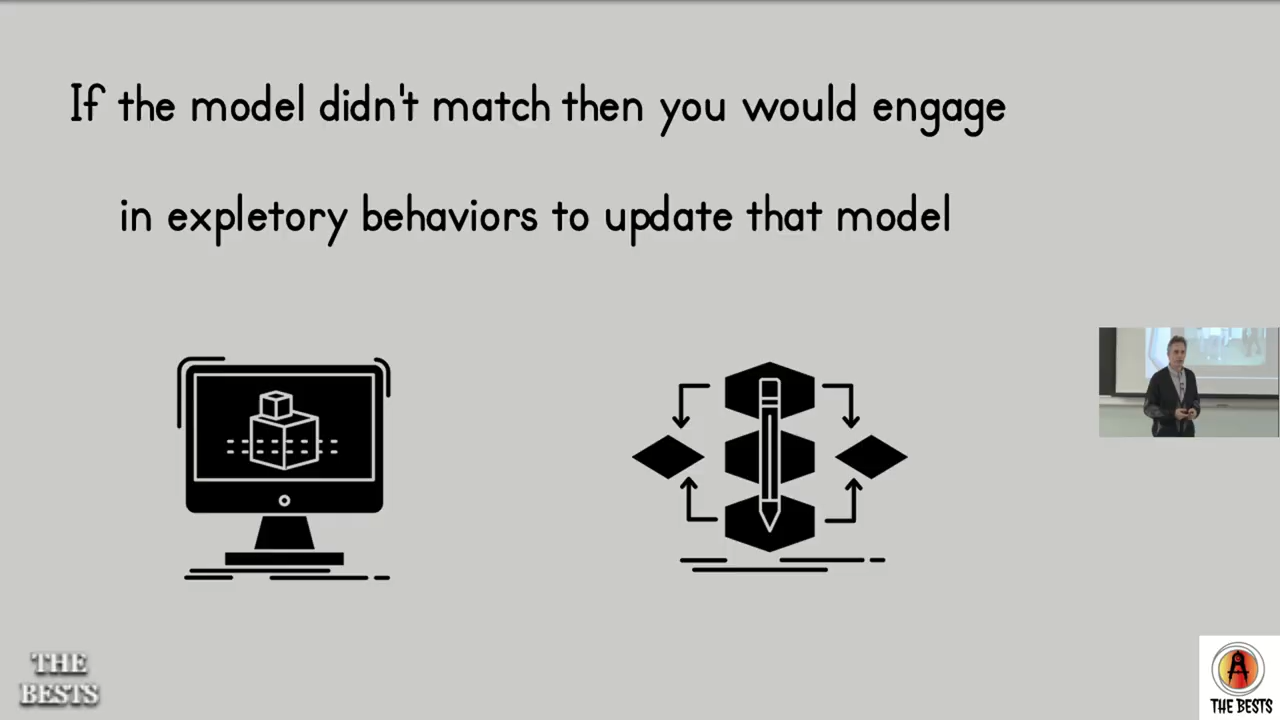 If the model didn't match then you would engage
in expletory behaviors to update that model
THE
BESTS
THE BESTS